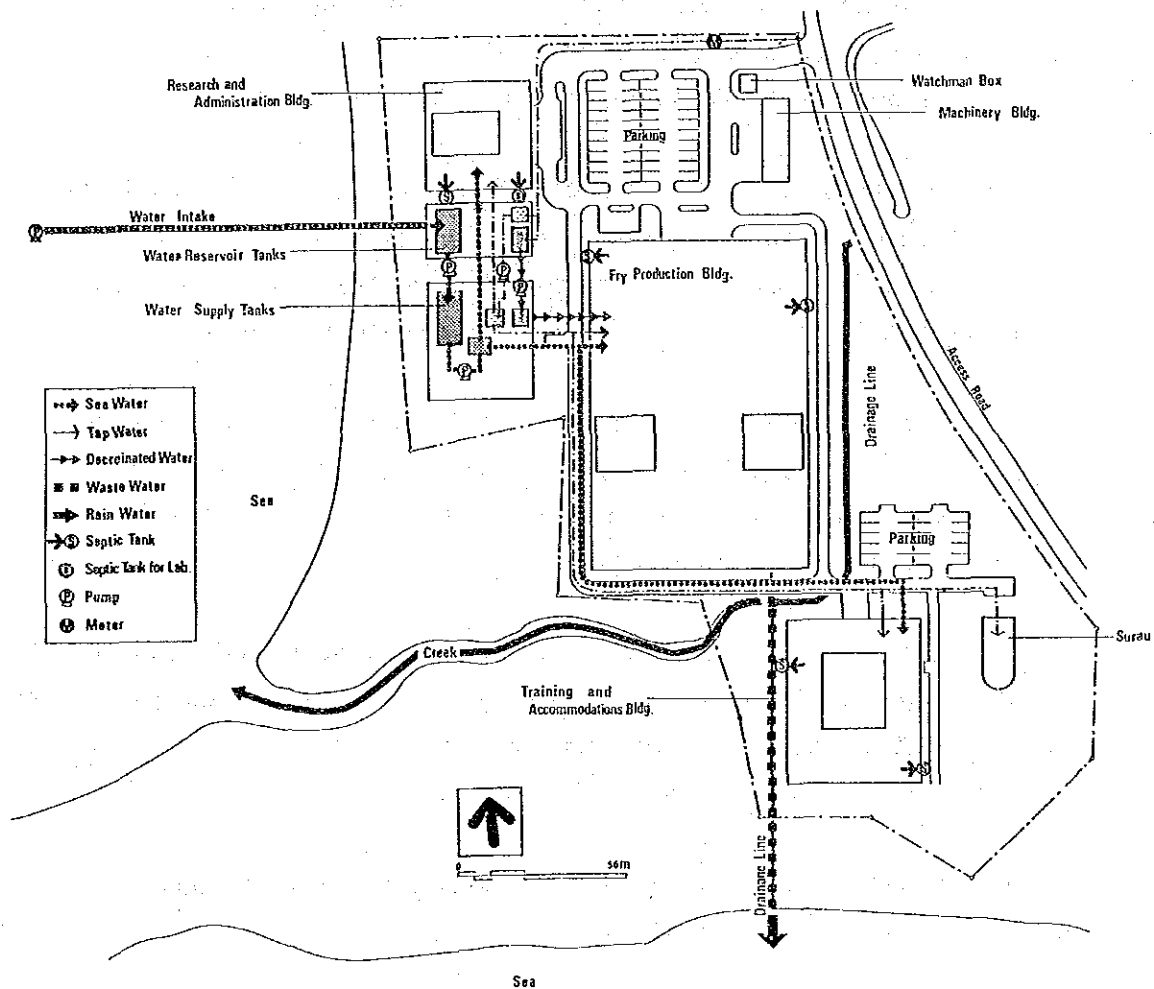 Research and
Administration Bldg.
Watchman Box
Machinery Bldg.
Parking
Water Intake
Water Reservoir Tanks
Fry Production Bldg.
Water Supply Tanks
Access Road
Drainage Line
Sea Water
Tap Water
Decroinated Water
Waste Water
Rain Water
Septic Tank
Septic Tank for Lab.
Pump
Meter
S
P
M
Sea
Parking
Creek
Surau
Training and
Accommodations Bldg.
0
Drainage Line
Sea